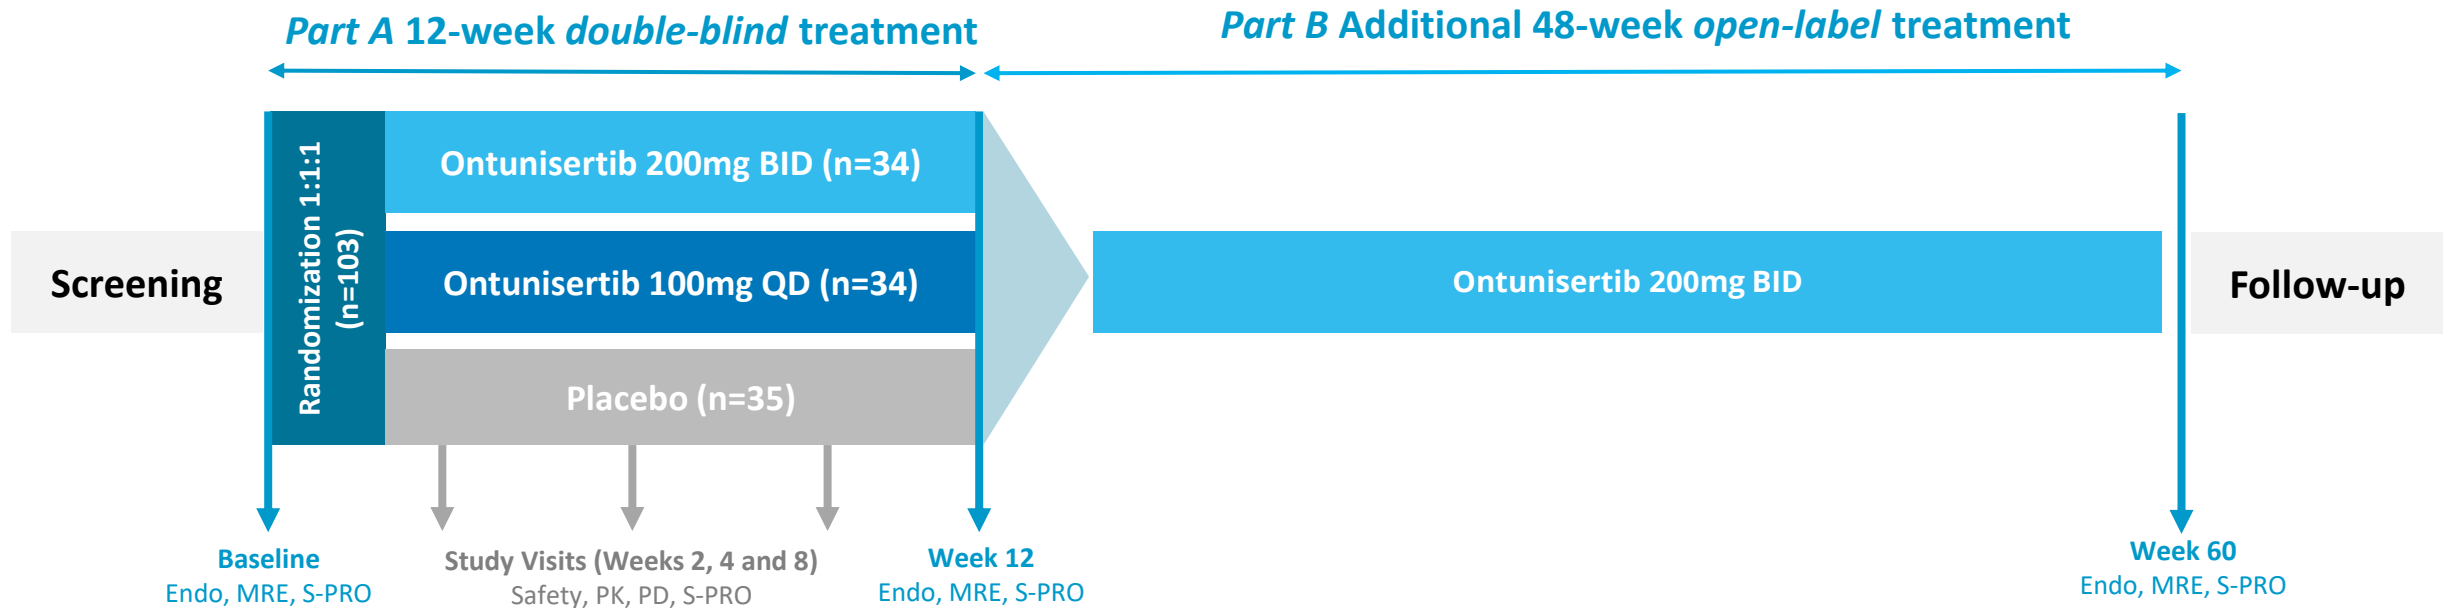 Part A 12-week double-blind treatment
Part B Additional 48-week open-label treatment
Screening
Randomization 1:1:1
(n=103)
Ontunisertib 200mg BID (n=34)
Ontunisertib 100mg QD (n=34)
Placebo (n=35)
Ontunisertib 200mg BID
Follow-up
Baseline
Endo, MRE, S-PRO
Study Visits (Weeks 2, 4 and 8)
Safety, PK, PD, S-PRO
Week 12
Endo, MRE, S-PRO
Week 60
Endo, MRE, S-PRO